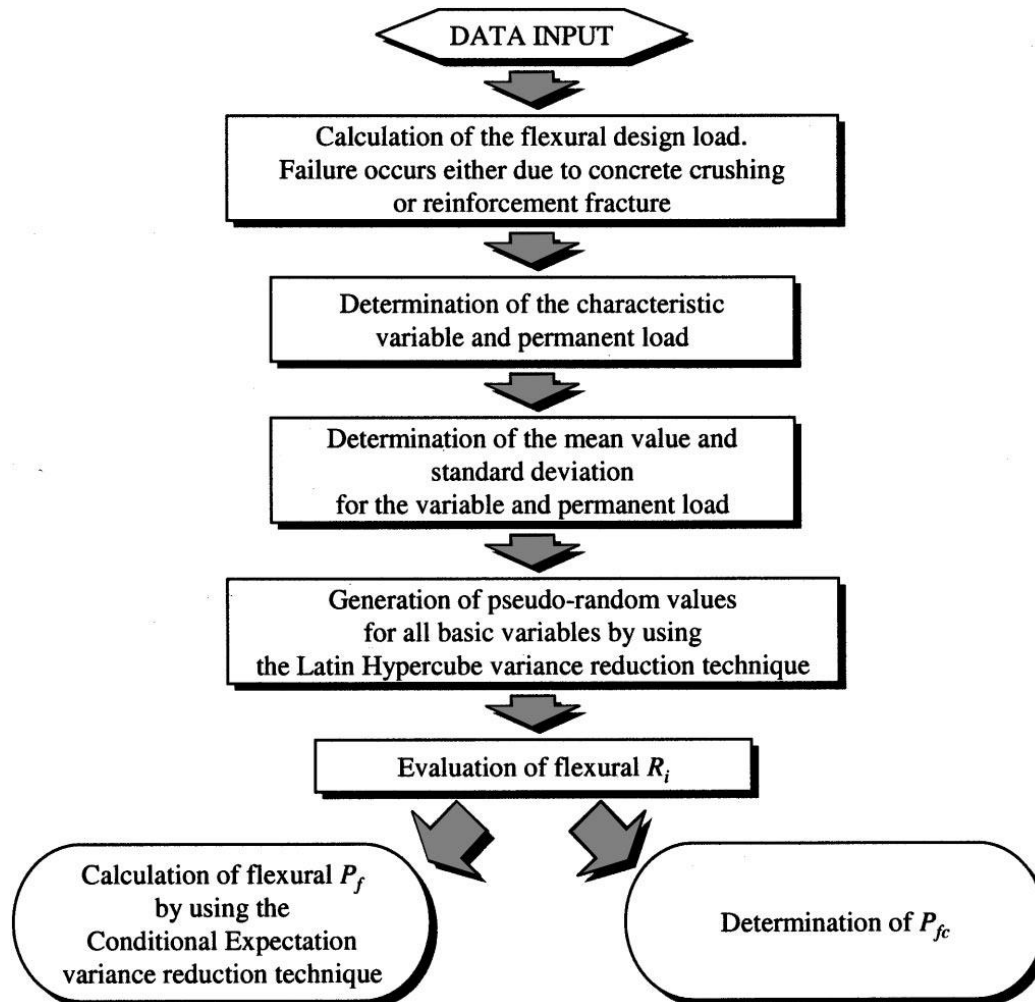 DATA INPUT
Calculation of the flexural design load.
Failure occurs either due to concrete crushing
or reinforcement fracture
Determination of the characteristic
variable and permanent load
Determination of the mean value and
standard deviation
for the variable and permanent load
Generation of pseudo-random values
for all basic variables by using
the Latin Hypercube variance reduction technique
Evaluation of flexural R_i
Calculation of flexural P_f
by using the
Conditional Expectation
variance reduction technique
Determination of P_fc